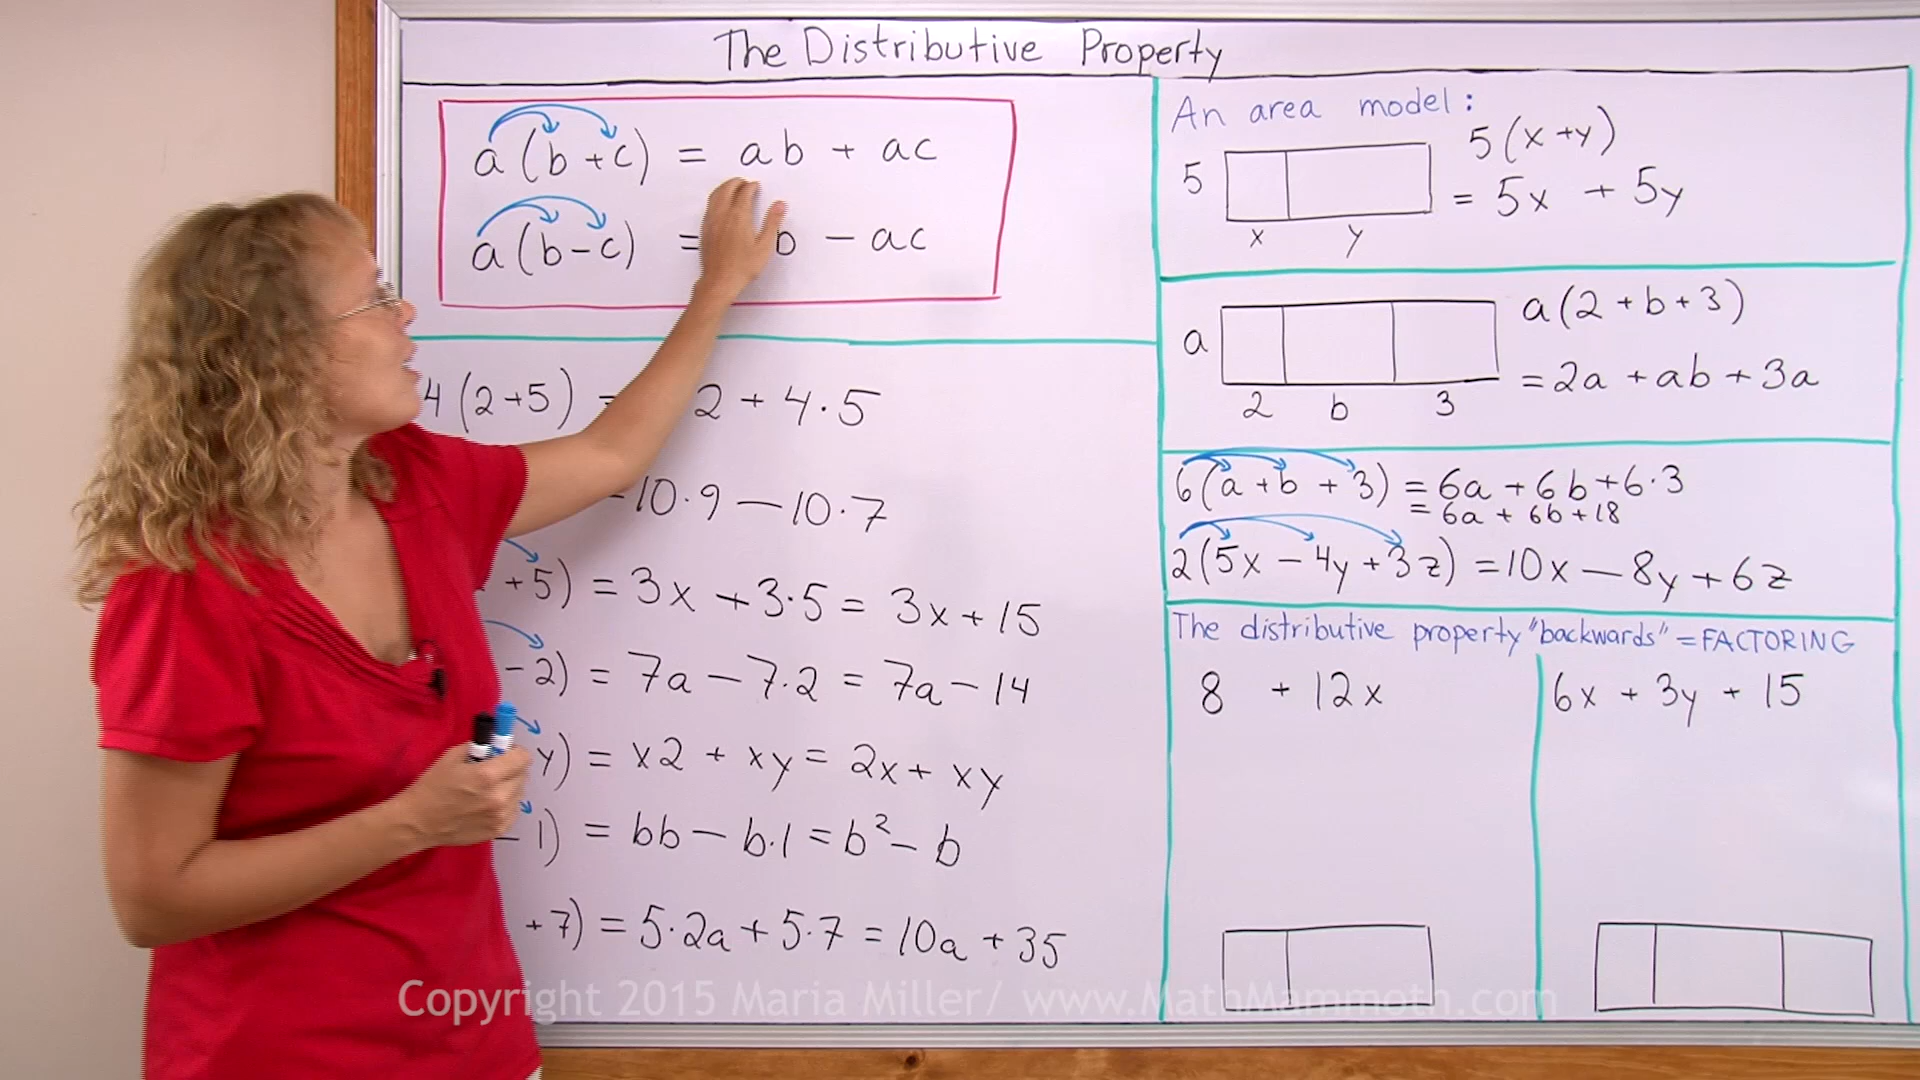 The Distributive Property
a(b+c) = ab + ac
a(b-c) = b - ac
4(2+5) = 2 + 4·5
10·9 - 10·7
+5) = 3x + 3·5 = 3x + 15
-2) = 7a - 7·2 = 7a - 14
y) = x2 + xy = 2x + xy
- 1) = bb - b·1 = b² - b
+7) = 5·2a + 5·7 = 10a + 35
An area model:
5(x+y)
5
= 5x + 5y
x y
a(2+b+3)
a
= 2a + ab + 3a
2 b 3
6(a+b+3) = 6a + 6b + 6·3
= 6a + 6b + 18
2(5x - 4y + 3z) = 10x - 8y + 6z
The distributive property "backwards" = FACTORING
8 + 12x
6x + 3y + 15
Copyright 2015 Maria Miller/ www.MathMammoth.com